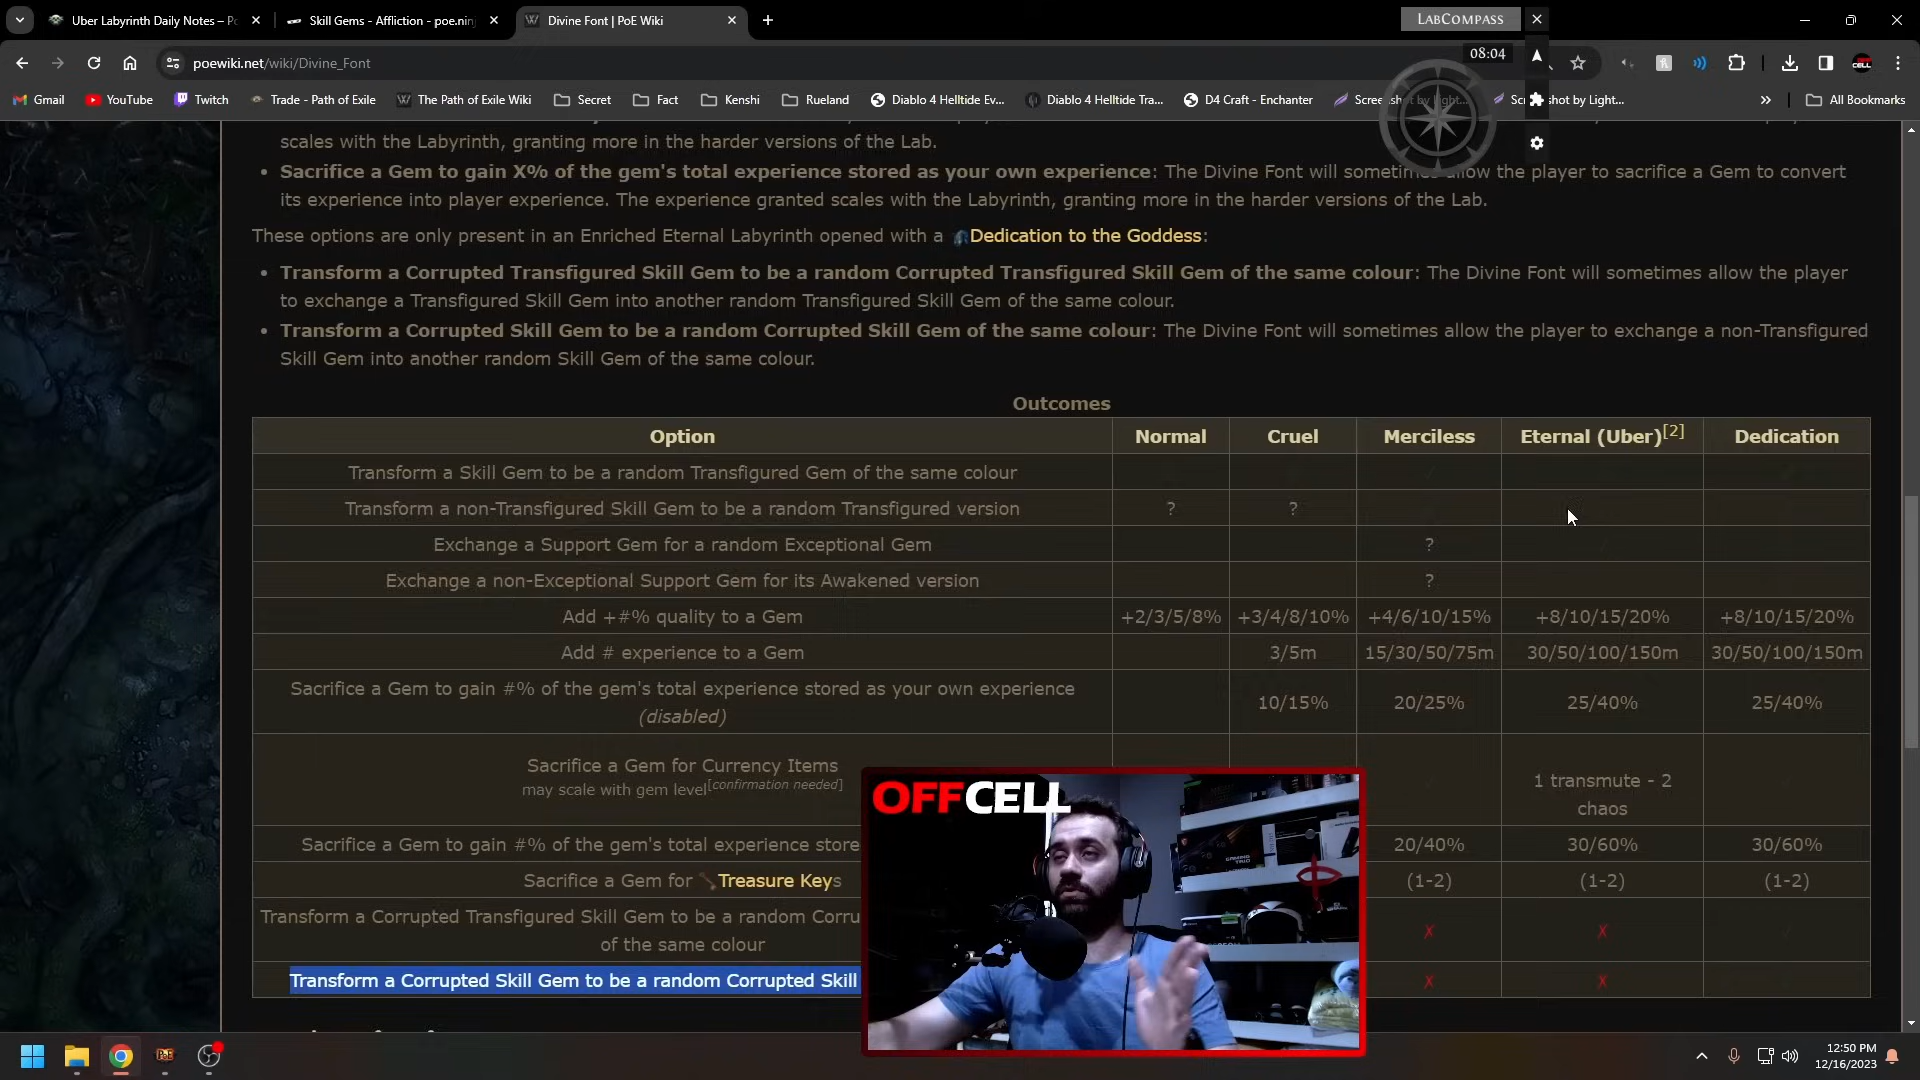 Uber Labyrinth Daily Notes – P
Skill Gems - Affliction - poe.nin
Divine Font | PoE Wiki
LABCOMPASS
08:04
poewiki.net/wiki/Divine_Font
Gmail
YouTube
Twitch
Trade - Path of Exile
The Path of Exile Wiki
Secret
Fact
Kenshi
Rueland
Diablo 4 Helltide Ev...
Diablo 4 Helltide Tra...
D4 Craft - Enchanter
Screenshot by Light...
Screenshot by Light...
All Bookmarks
scales with the Labyrinth, granting more in the harder versions of the Lab.
• Sacrifice a Gem to gain X% of the gem's total experience stored as your own experience: The Divine Font will sometimes allow the player to sacrifice a Gem to convert
its experience into player experience. The experience granted scales with the Labyrinth, granting more in the harder versions of the Lab.
These options are only present in an Enriched Eternal Labyrinth opened with a Dedication to the Goddess:
• Transform a Corrupted Transfigured Skill Gem to be a random Corrupted Transfigured Skill Gem of the same colour: The Divine Font will sometimes allow the player
to exchange a Transfigured Skill Gem into another random Transfigured Skill Gem of the same colour.
• Transform a Corrupted Skill Gem to be a random Corrupted Skill Gem of the same colour: The Divine Font will sometimes allow the player to exchange a non-Transfigured
Skill Gem into another random Skill Gem of the same colour.
Outcomes
Option Normal Cruel Merciless Eternal (Uber)[2] Dedication
Transform a Skill Gem to be a random Transfigured Gem of the same colour
Transform a non-Transfigured Skill Gem to be a random Transfigured version ? ?
Exchange a Support Gem for a random Exceptional Gem ?
Exchange a non-Exceptional Support Gem for its Awakened version ?
Add +#% quality to a Gem +2/3/5/8% +3/4/8/10% +4/6/10/15% +8/10/15/20% +8/10/15/20%
Add # experience to a Gem 3/5m 15/30/50/75m 30/50/100/150m 30/50/100/150m
Sacrifice a Gem to gain #% of the gem's total experience stored as your own experience
(disabled) 10/15% 20/25% 25/40% 25/40%
Sacrifice a Gem for Currency Items
may scale with gem level[confirmation needed]
1 transmute - 2
chaos
Sacrifice a Gem to gain #% of the gem's total experience store 20/40% 30/60% 30/60%
Sacrifice a Gem for Treasure Keys (1-2) (1-2) (1-2)
Transform a Corrupted Transfigured Skill Gem to be a random Corru
of the same colour ✗ ✗
Transform a Corrupted Skill Gem to be a random Corrupted Skill ✗ ✗
OFFCELL
12:50 PM
12/16/2023